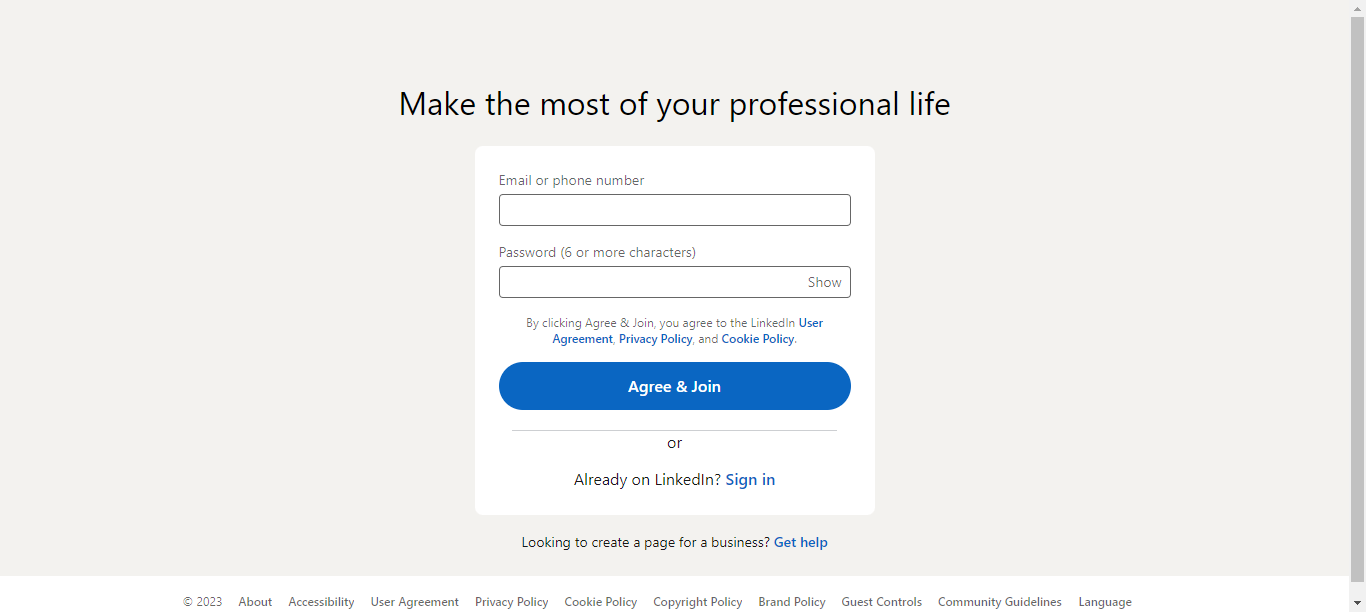 Make the most of your professional life
Email or phone number
Password (6 or more characters)
Show
By clicking Agree & Join, you agree to the LinkedIn User
Agreement, Privacy Policy, and Cookie Policy.
Agree & Join
or
Already on LinkedIn? Sign in
Looking to create a page for a business? Get help
© 2023 About Accessibility User Agreement Privacy Policy Cookie Policy Copyright Policy Brand Policy Guest Controls Community Guidelines Language